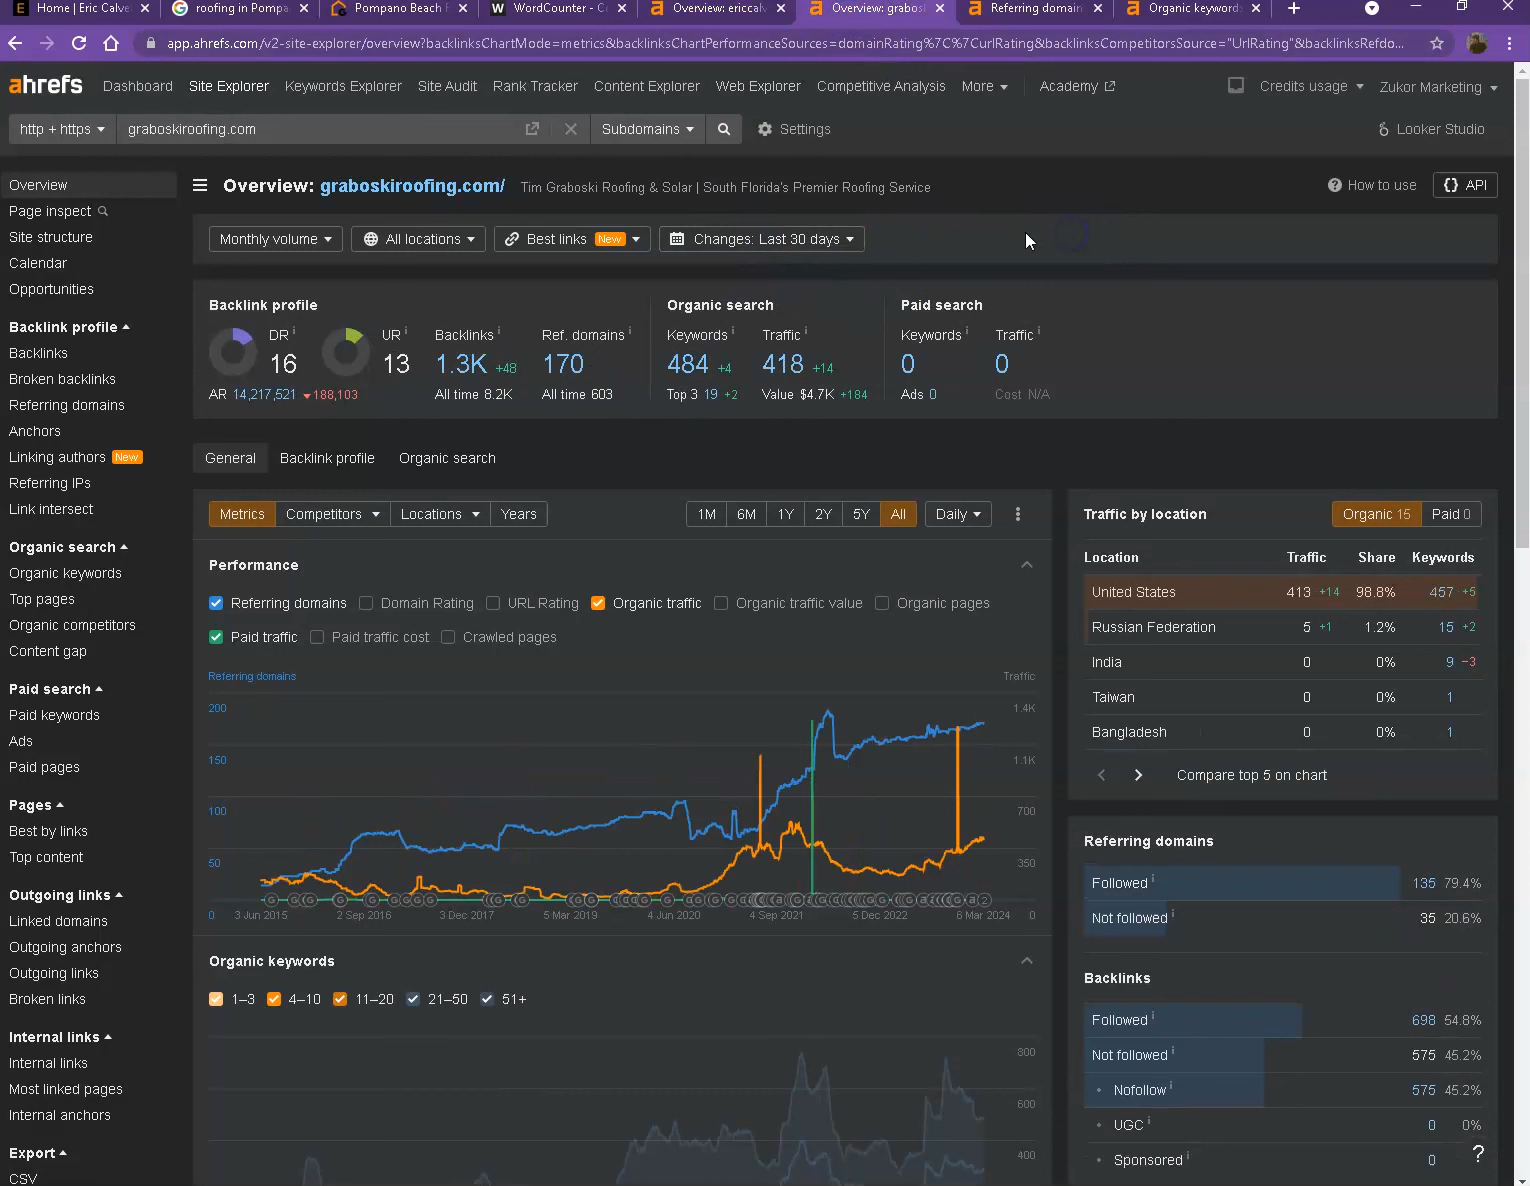 Home | Eric Calve
roofing in Pompa
Pompano Beach F
WordCounter - C
Overview: ericcalv
Overview: grabosk
Referring domain
Organic keywords
app.ahrefs.com/v2-site-explorer/overview?backlinksChartMode=metrics&backlinksChartPerformanceSources=domainRating%7C%7CurlRating&backlinksCompetitorsSource="UrlRating"&backlinksRefdo...
ahrefs Dashboard Site Explorer Keywords Explorer Site Audit Rank Tracker Content Explorer Web Explorer Competitive Analysis More Academy Credits usage Zukor Marketing
http + https graboskiroofing.com Subdomains Settings Looker Studio
Overview
Page inspect
Site structure
Calendar
Opportunities
Backlink profile
Backlinks
Broken backlinks
Referring domains
Anchors
Linking authors New
Referring IPs
Link intersect
Organic search
Organic keywords
Top pages
Organic competitors
Content gap
Paid search
Paid keywords
Ads
Paid pages
Pages
Best by links
Top content
Outgoing links
Linked domains
Outgoing anchors
Outgoing links
Broken links
Internal links
Internal links
Most linked pages
Internal anchors
Export
CSV
Overview: graboskiroofing.com/ Tim Graboski Roofing & Solar | South Florida's Premier Roofing Service How to use {} API
Monthly volume All locations Best links New Changes: Last 30 days
Backlink profile
DR UR Backlinks Ref. domains
16 13 1.3K +48 170
AR 14,217,521 188,103 All time 8.2K All time 603
Organic search
Keywords Traffic
484 +4 418 +14
Top 3 19 +2 Value $4.7K +184
Paid search
Keywords Traffic
0 0
Ads 0 Cost N/A
General Backlink profile Organic search
Metrics Competitors Locations Years 1M 6M 1Y 2Y 5Y All Daily
Performance
Referring domains Domain Rating URL Rating Organic traffic Organic traffic value Organic pages
Paid traffic Paid traffic cost Crawled pages
Referring domains Traffic
200 1.4K
150 1.1K
100 700
50 350
0 3 Jun 2015 2 Sep 2016 3 Dec 2017 5 Mar 2019 4 Jun 2020 4 Sep 2021 5 Dec 2022 6 Mar 2024 0
Organic keywords
1–3 4–10 11–20 21–50 51+
800
600
400
Traffic by location Organic 15 Paid 0
Location Traffic Share Keywords
United States 413 +14 98.8% 457 +5
Russian Federation 5 +1 1.2% 15 +2
India 0 0% 9 −3
Taiwan 0 0% 1
Bangladesh 0 0% 1
Compare top 5 on chart
Referring domains
Followed 135 79.4%
Not followed 35 20.6%
Backlinks
Followed 698 54.8%
Not followed 575 45.2%
Nofollow 575 45.2%
UGC 0 0%
Sponsored 0
?